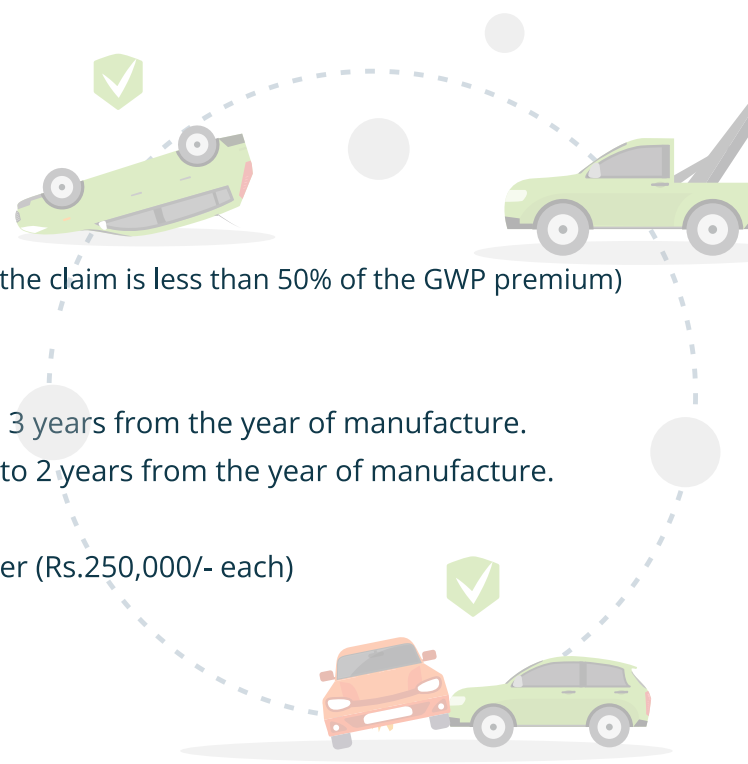 the claim is less than 50% of the GWP premium)
3 years from the year of manufacture.
to 2 years from the year of manufacture.
er (Rs.250,000/- each)